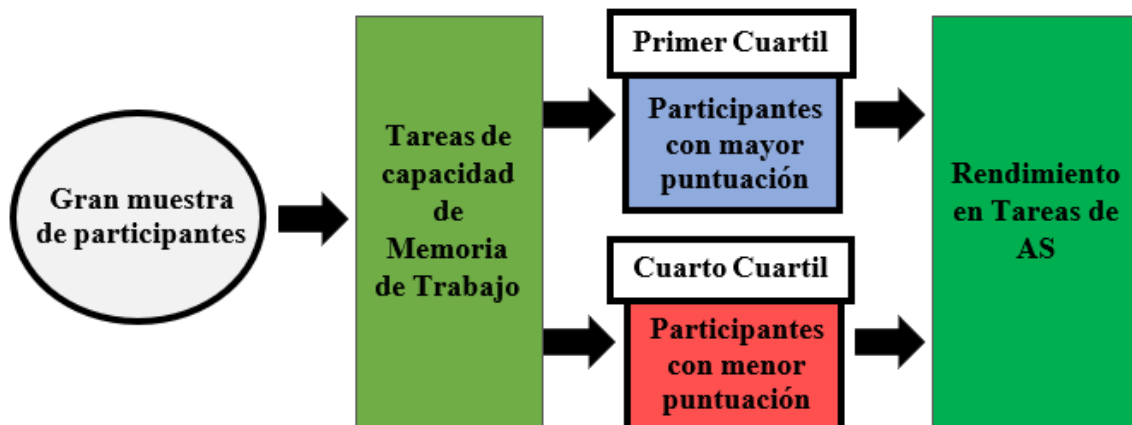 Gran muestra
de participantes
Tareas de
capacidad
de
Memoria
de Trabajo
Primer Cuartil
Participantes
con mayor
puntuación
Cuarto Cuartil
Participantes
con menor
puntuación
Rendimiento
en Tareas de
AS